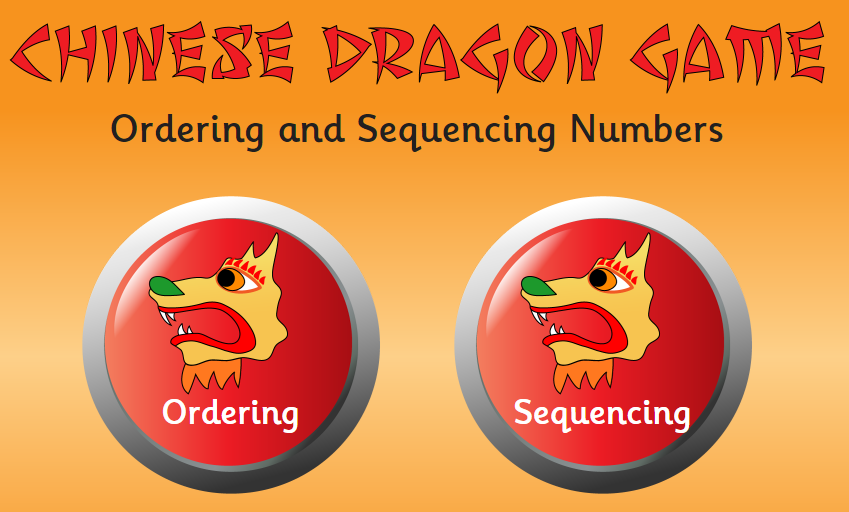 CHINESE DRAGON GAME
Ordering and Sequencing Numbers
Ordering
Sequencing